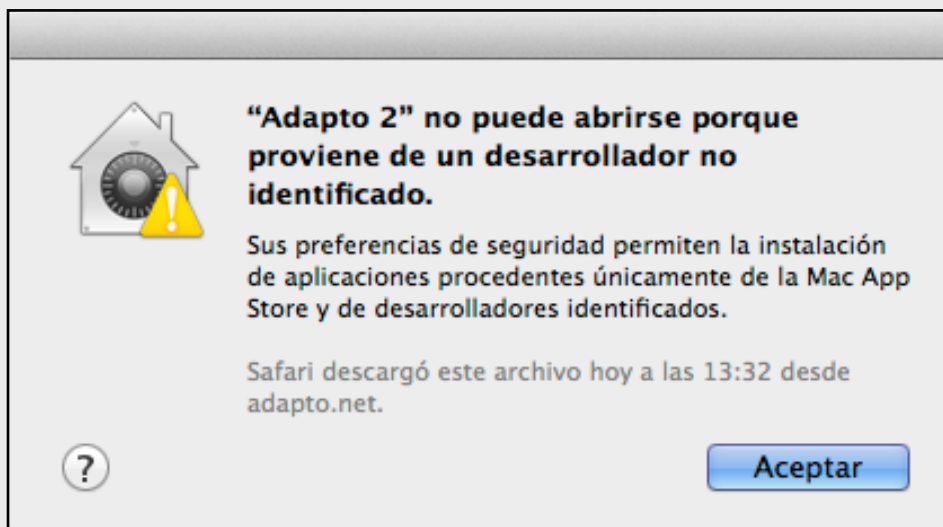 “Adapto 2” no puede abrirse porque
proviene de un desarrollador no
identificado.
Sus preferencias de seguridad permiten la instalación
de aplicaciones procedentes únicamente de la Mac App
Store y de desarrolladores identificados.
Safari descargó este archivo hoy a las 13:32 desde
adapto.net.
?
Aceptar